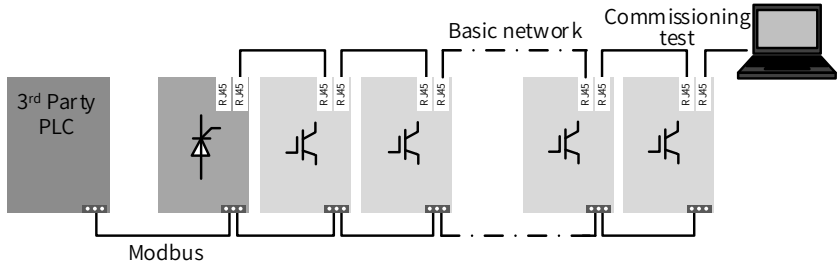 Commissioning
test
Basic network
3rd Party
PLC
RJ45
RJ45
RJ45
RJ45
RJ45
RJ45
RJ45
RJ45
RJ45
RJ45
Modbus